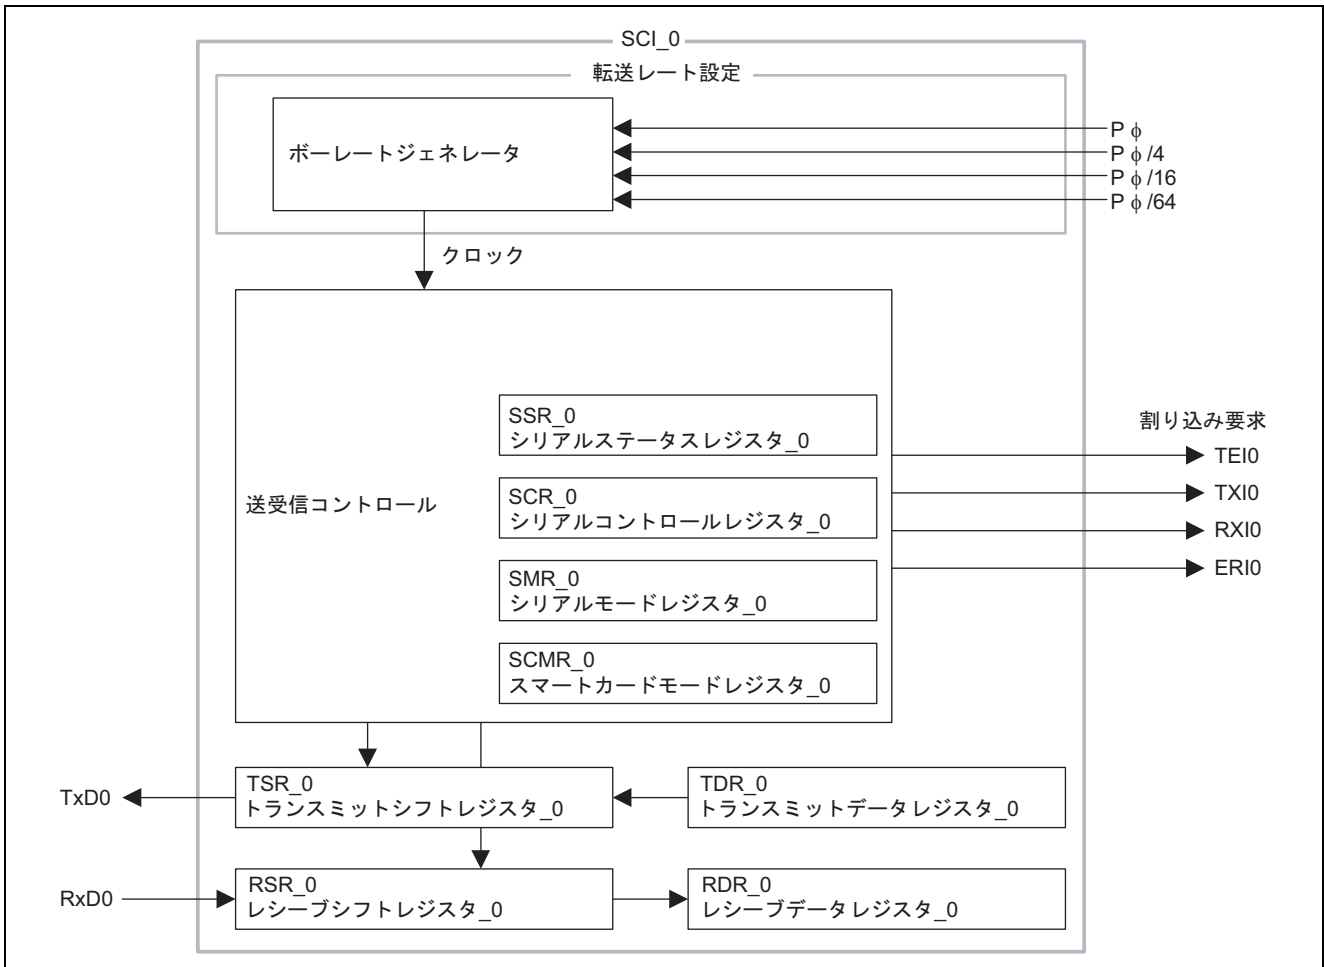 SCI_0
転送レート設定
ボーレートジェネレータ
P φ
P φ /4
P φ /16
P φ /64
クロック
送受信コントロール
SSR_0
シリアルステータスレジスタ_0
SCR_0
シリアルコントロールレジスタ_0
SMR_0
シリアルモードレジスタ_0
SCMR_0
スマートカードモードレジスタ_0
割り込み要求
TEI0
TXI0
RXI0
ERI0
TxD0
TSR_0
トランスミットシフトレジスタ_0
TDR_0
トランスミットデータレジスタ_0
RxD0
RSR_0
レシーブシフトレジスタ_0
RDR_0
レシーブデータレジスタ_0